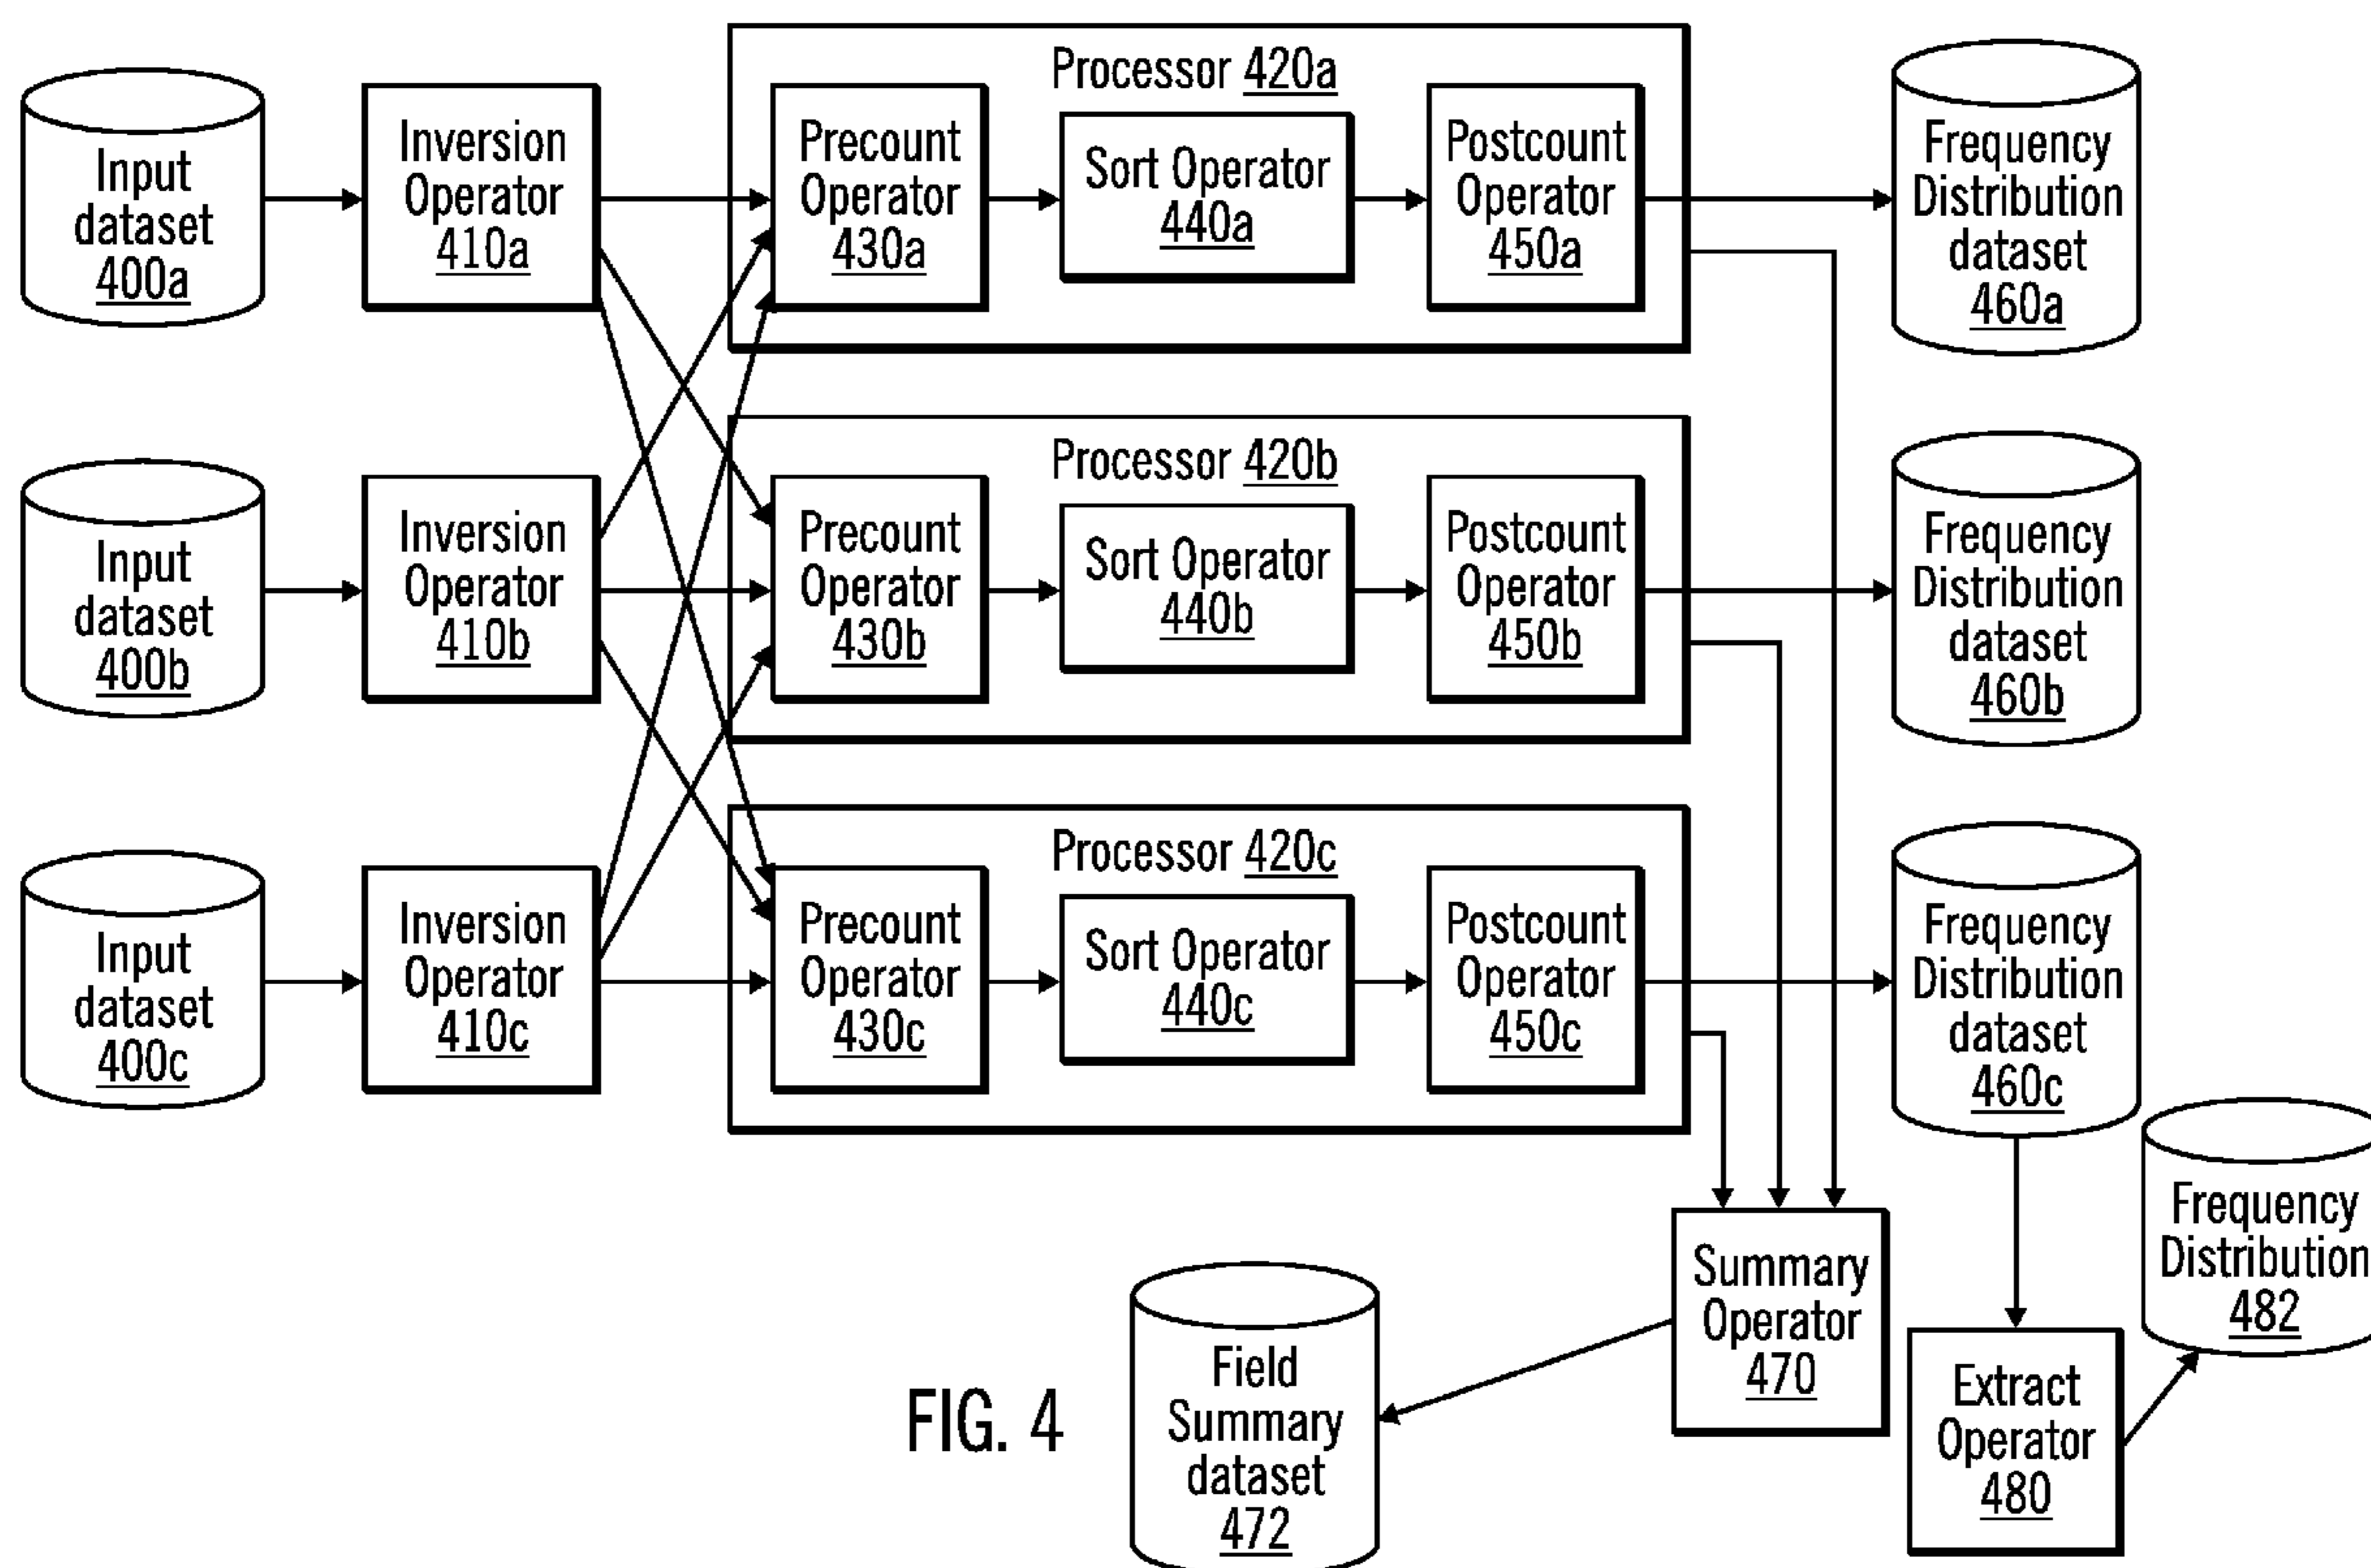 Input
dataset
400a
Inversion
Operator
410a
Processor 420a
Precount
Operator
430a
Sort Operator
440a
Postcount
Operator
450a
Frequency
Distribution
dataset
460a
Input
dataset
400b
Inversion
Operator
410b
Processor 420b
Precount
Operator
430b
Sort Operator
440b
Postcount
Operator
450b
Frequency
Distribution
dataset
460b
Input
dataset
400c
Inversion
Operator
410c
Processor 420c
Precount
Operator
430c
Sort Operator
440c
Postcount
Operator
450c
Frequency
Distribution
dataset
460c
Field
Summary
dataset
472
Summary
Operator
470
Extract
Operator
480
Frequency
Distribution
482
FIG. 4